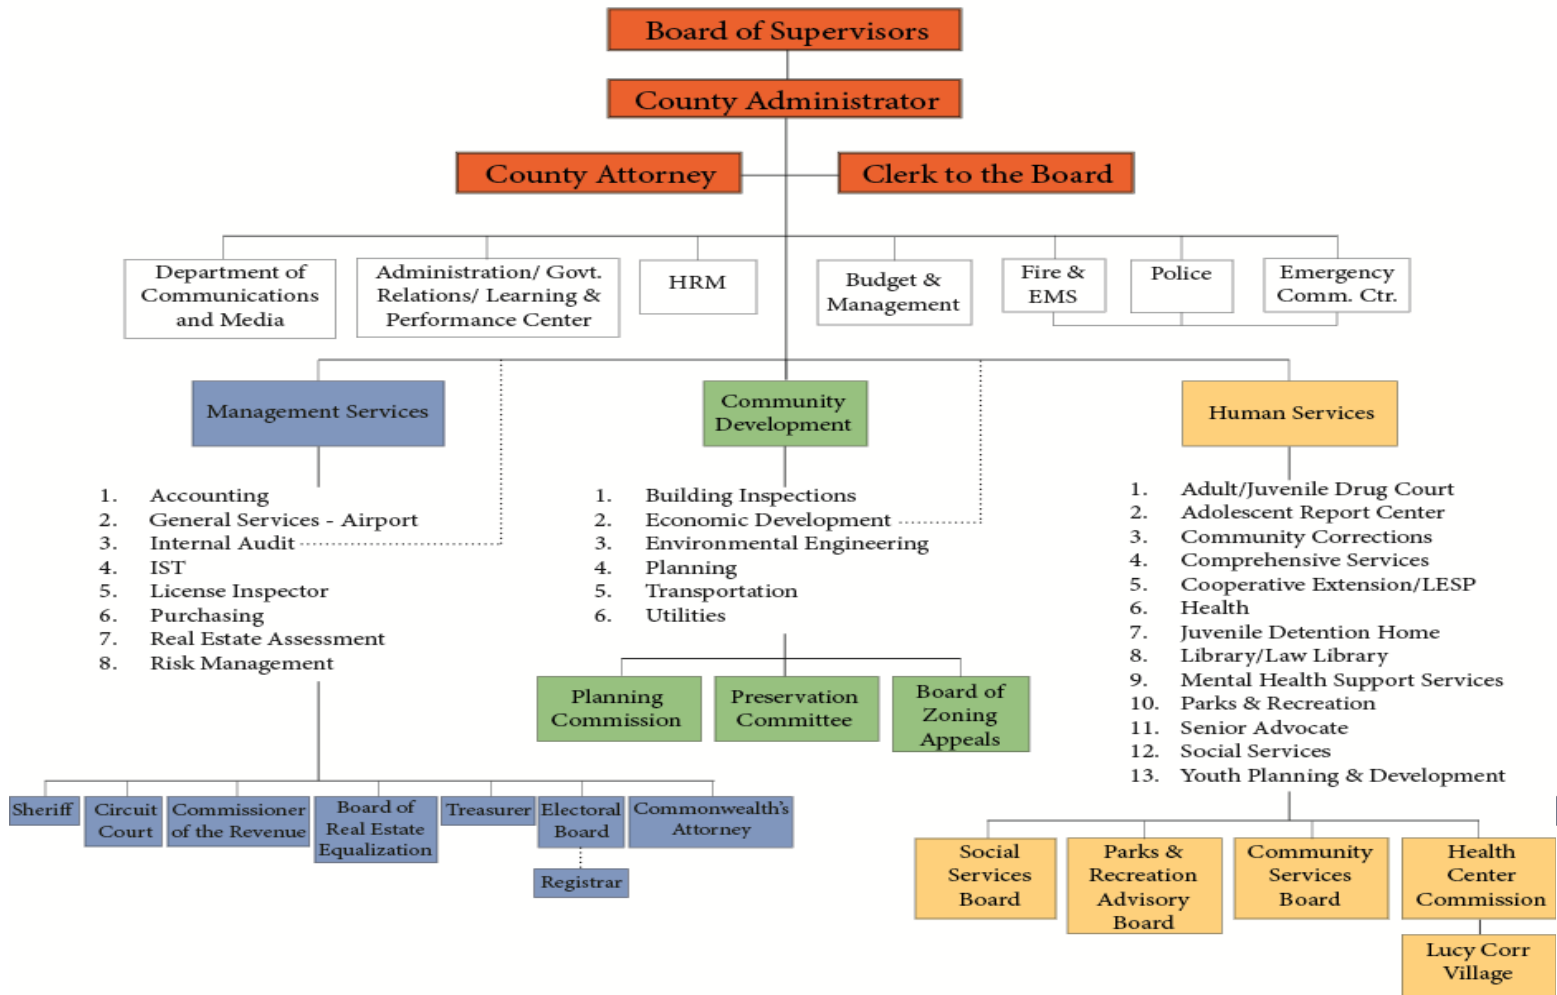 Board of Supervisors
County Administrator
County Attorney
Clerk to the Board
Department of
Communications
and Media
Administration/ Govt.
Relations/ Learning &
Performance Center
HRM
Budget &
Management
Fire &
EMS
Police
Emergency
Comm. Ctr.
Management Services
Community
Development
Human Services
1. Accounting
2. General Services - Airport
3. Internal Audit
4. IST
5. License Inspector
6. Purchasing
7. Real Estate Assessment
8. Risk Management
1. Building Inspections
2. Economic Development
3. Environmental Engineering
4. Planning
5. Transportation
6. Utilities
1. Adult/Juvenile Drug Court
2. Adolescent Report Center
3. Community Corrections
4. Comprehensive Services
5. Cooperative Extension/LESP
6. Health
7. Juvenile Detention Home
8. Library/Law Library
9. Mental Health Support Services
10. Parks & Recreation
11. Senior Advocate
12. Social Services
13. Youth Planning & Development
Planning
Commission
Preservation
Committee
Board of
Zoning
Appeals
Sheriff
Circuit
Court
Commissioner
of the Revenue
Board of
Real Estate
Equalization
Treasurer
Electoral
Board
Commonwealth's
Attorney
Registrar
Social
Services
Board
Parks &
Recreation
Advisory
Board
Community
Services
Board
Health
Center
Commission
Lucy Corr
Village